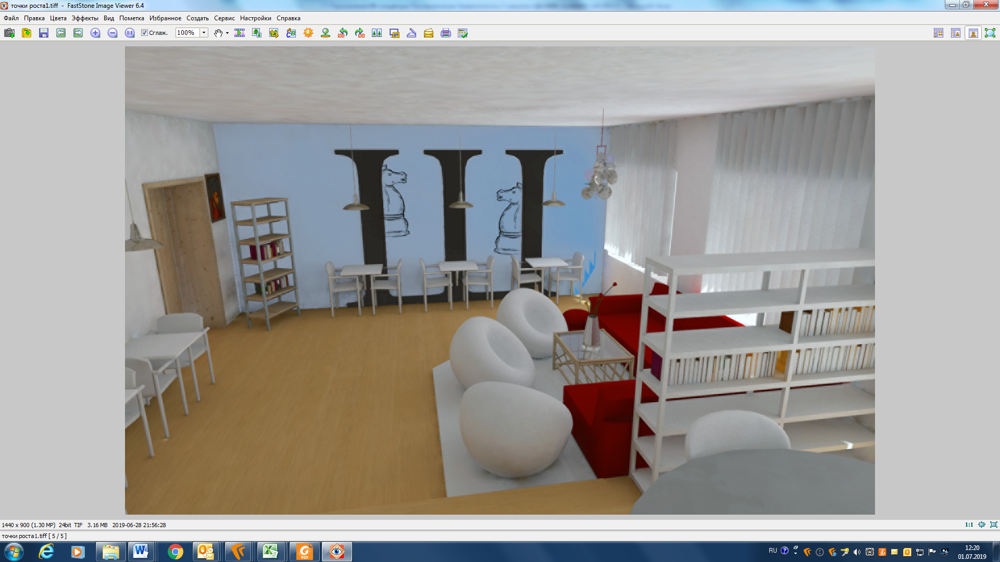 точки роста1.tiff - FastStone Image Viewer 6.4
Файл Правка Цвета Эффекты Вид Пометка Избранное Создать Сервис Настройки Справка
Сглаж. 100%
Ш
1440 x 900 (1.30 MP) 24bit TIF 3.16 MB 2019-06-28 21:56:28
1:1
точки роста1.tiff [ 5 / 5 ]
RU
12:20
01.07.2019